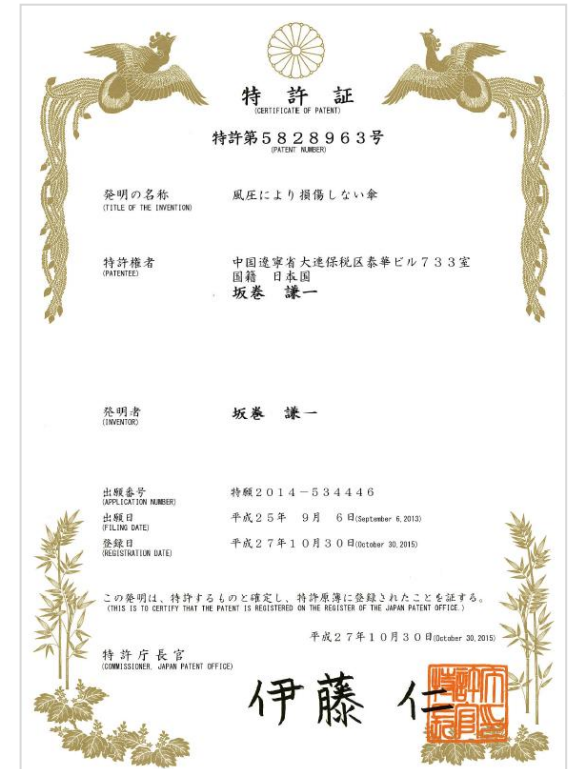 特許証
(CERTIFICATE OF PATENT)
特許第5828963号
(PATENT NUMBER)
発明の名称 風圧により損傷しない傘
(TITLE OF THE INVENTION)
特許権者 中国遼寧省大連保税区泰華ビル733室
(PATENTEE) 国籍 日本国
坂巻 謙一
発明者 坂巻 謙一
(INVENTOR)
出願番号 特願2014-534446
(APPLICATION NUMBER)
出願日 平成25年 9月 6日(September 6,2013)
(FILING DATE)
登録日 平成27年10月30日(October 30,2015)
(REGISTRATION DATE)
この発明は、特許するものと確定し、特許原簿に登録されたことを証する。
(THIS IS TO CERTIFY THAT THE PATENT IS REGISTERED ON THE REGISTER OF THE JAPAN PATENT OFFICE.)
平成27年10月30日(October 30,2015)
特許庁長官
(COMMISSIONER, JAPAN PATENT OFFICE)
伊藤 仁